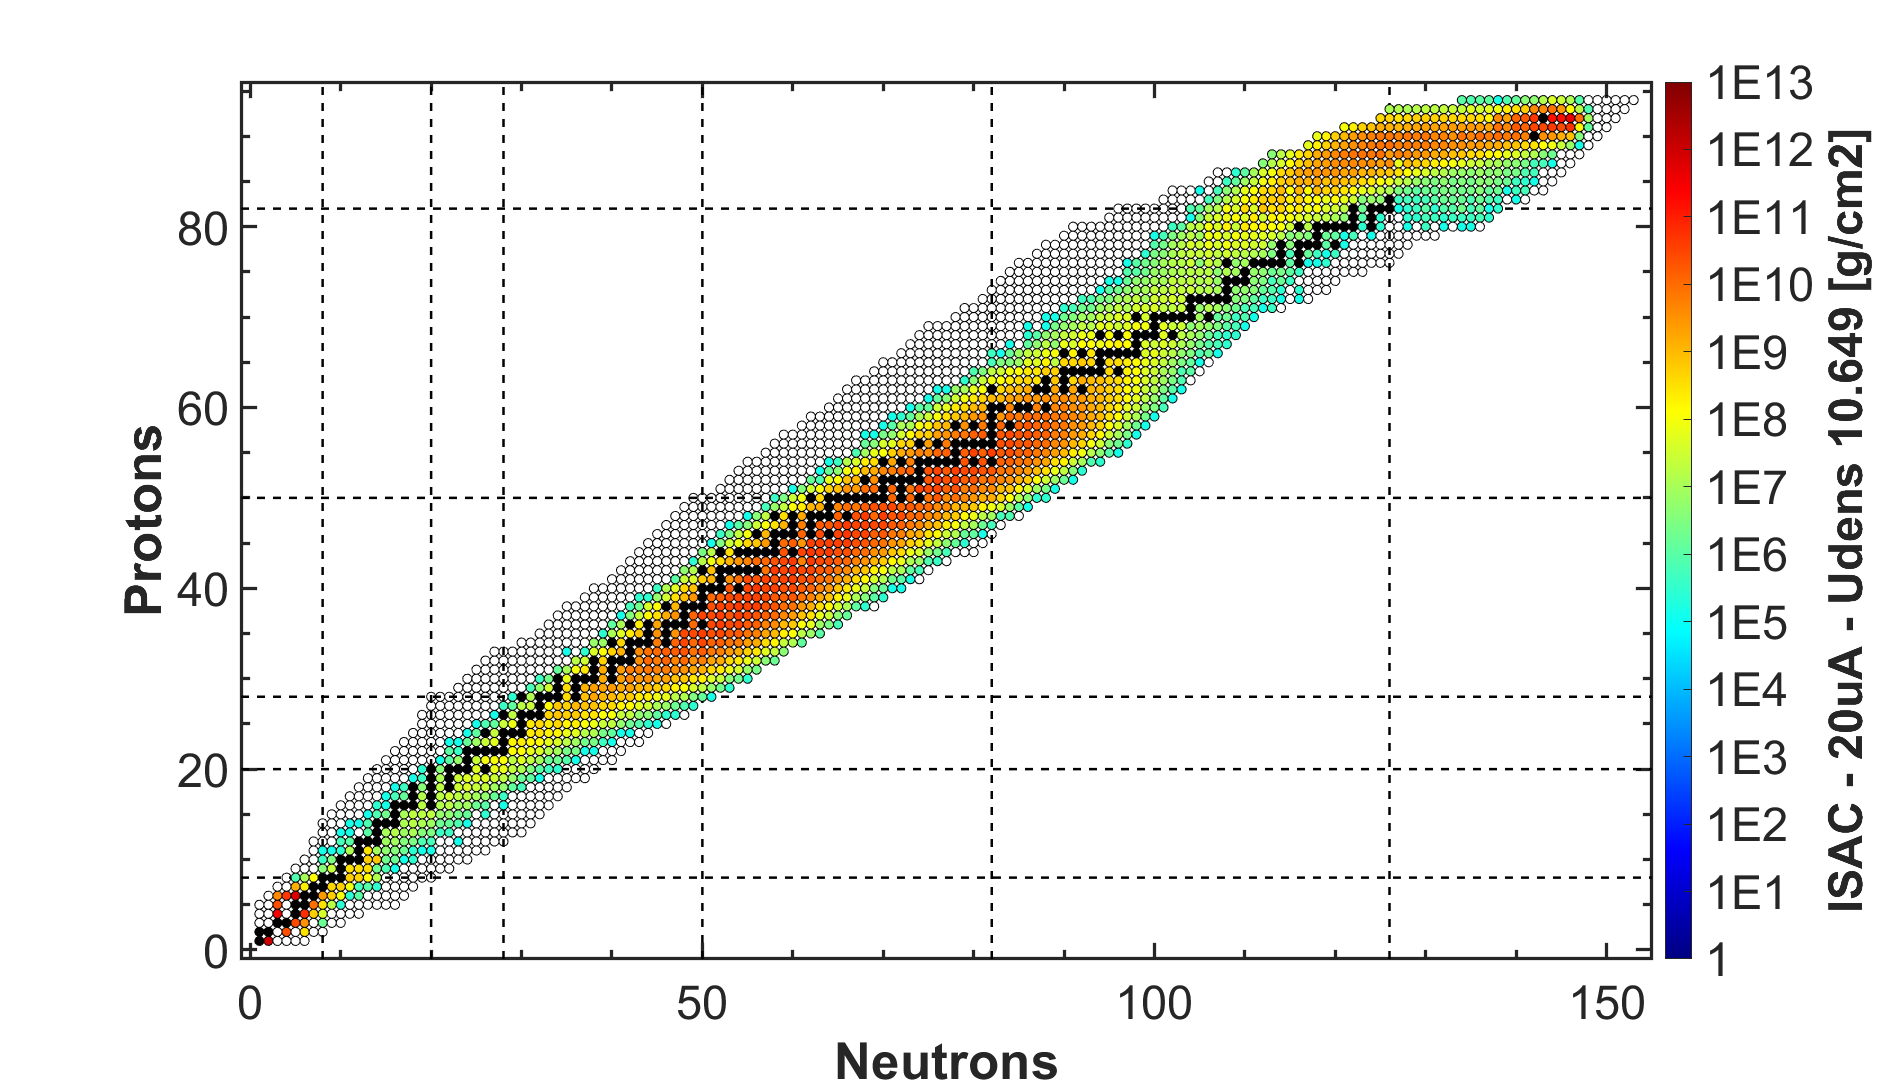 Protons
80
60
40
20
0
0
50
100
150
Neutrons
1E13
1E12
1E11
1E10
1E9
1E8
1E7
1E6
1E5
1E4
1E3
1E2
1E1
1
ISAC - 20uA - Udens 10.649 [g/cm2]